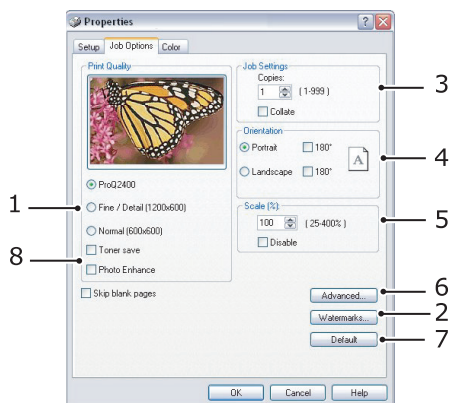 Properties
Setup Job Options Color
Print Quality
ProQ2400
Fine / Detail (1200x600)
Normal (600x600)
Toner save
Photo Enhance
Skip blank pages
Job Settings
Copies:
1 ( 1-999 )
Collate
Orientation
Portrait 180°
Landscape 180°
A
Scale (%)
100 ( 25-400% )
Disable
Advanced...
Watermarks...
Default
OK Cancel Help
1
8
3
4
5
6
2
7